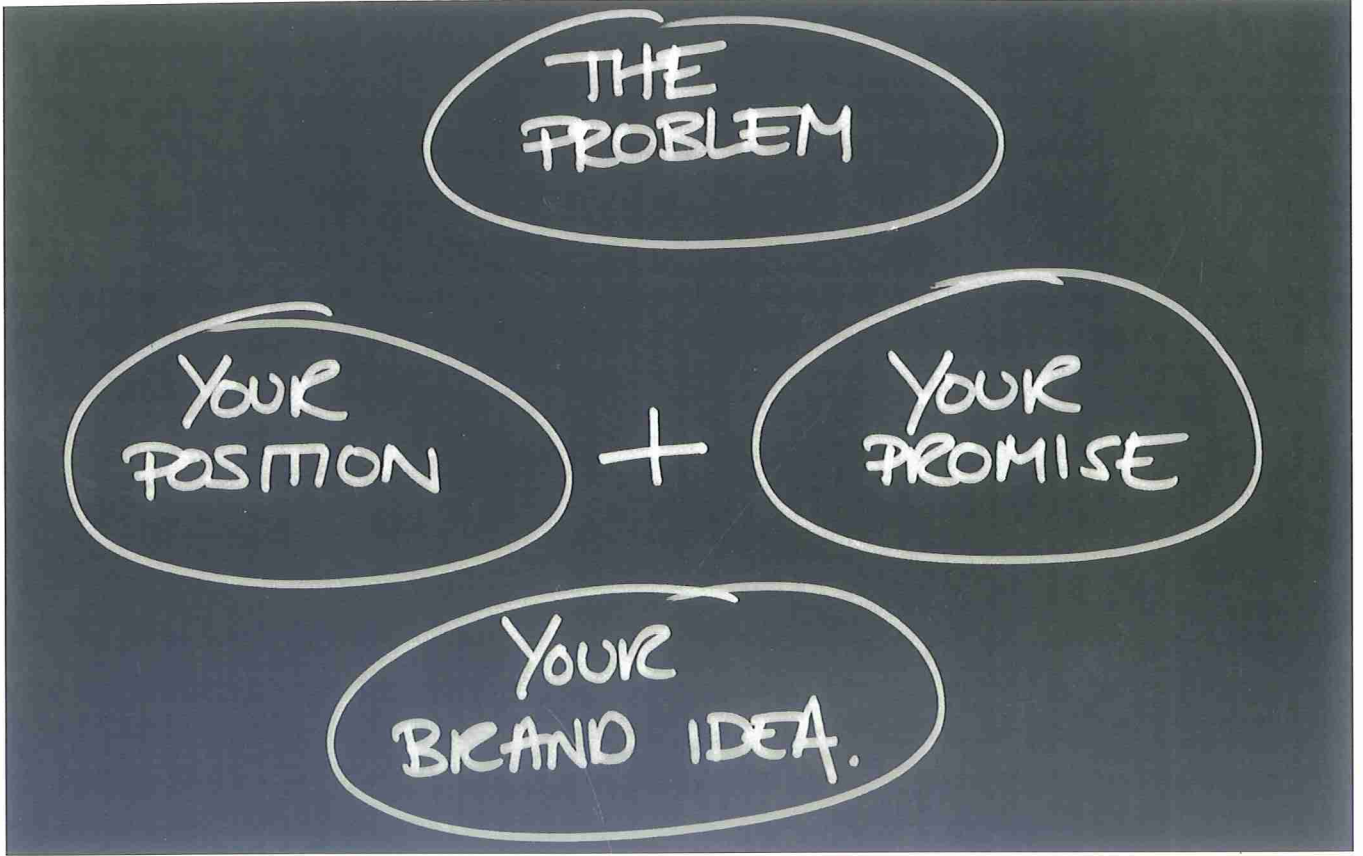 THE
PROBLEM
YOUR
POSITION
+
YOUR
PROMISE
YOUR
BRAND IDEA.